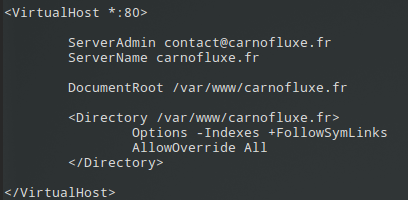 <VirtualHost *:80>
ServerAdmin contact@carnofluxe.fr
ServerName carnofluxe.fr
DocumentRoot /var/www/carnofluxe.fr
<Directory /var/www/carnofluxe.fr>
Options -Indexes +FollowSymLinks
AllowOverride All
</Directory>
</VirtualHost>